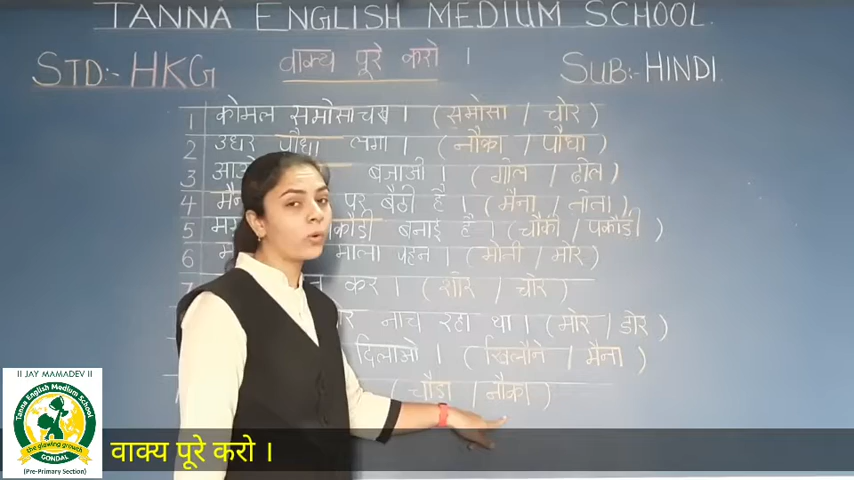 TANNA ENGLISH MEDIUM SCHOOL.
STD:- HKG वाक्य पूरे करो । SUB:- HINDI.
1 कोमल समोसा चख । ( समोसा / चोर )
2 उधर पौधा लगा । ( नौका / पौधा )
3 बजाओ । ( गोल / ढोल )
4 पर बैठी है । ( मैना / तोता )
5 पकौड़ी बनाई है । ( चौकी / पकौड़ी )
6 माला पहन । ( मोती / मोर )
7 कर । ( शोर / चोर )
नाच रहा था । ( मोर / डोर )
दिलाओ । ( खिलौने / मैना )
( चौड़ा / नौका )
II JAY MAMADEV II
Tanna English Medium School
"the glowing growth"
GONDAL
(Pre-Primary Section)
वाक्य पूरे करो ।